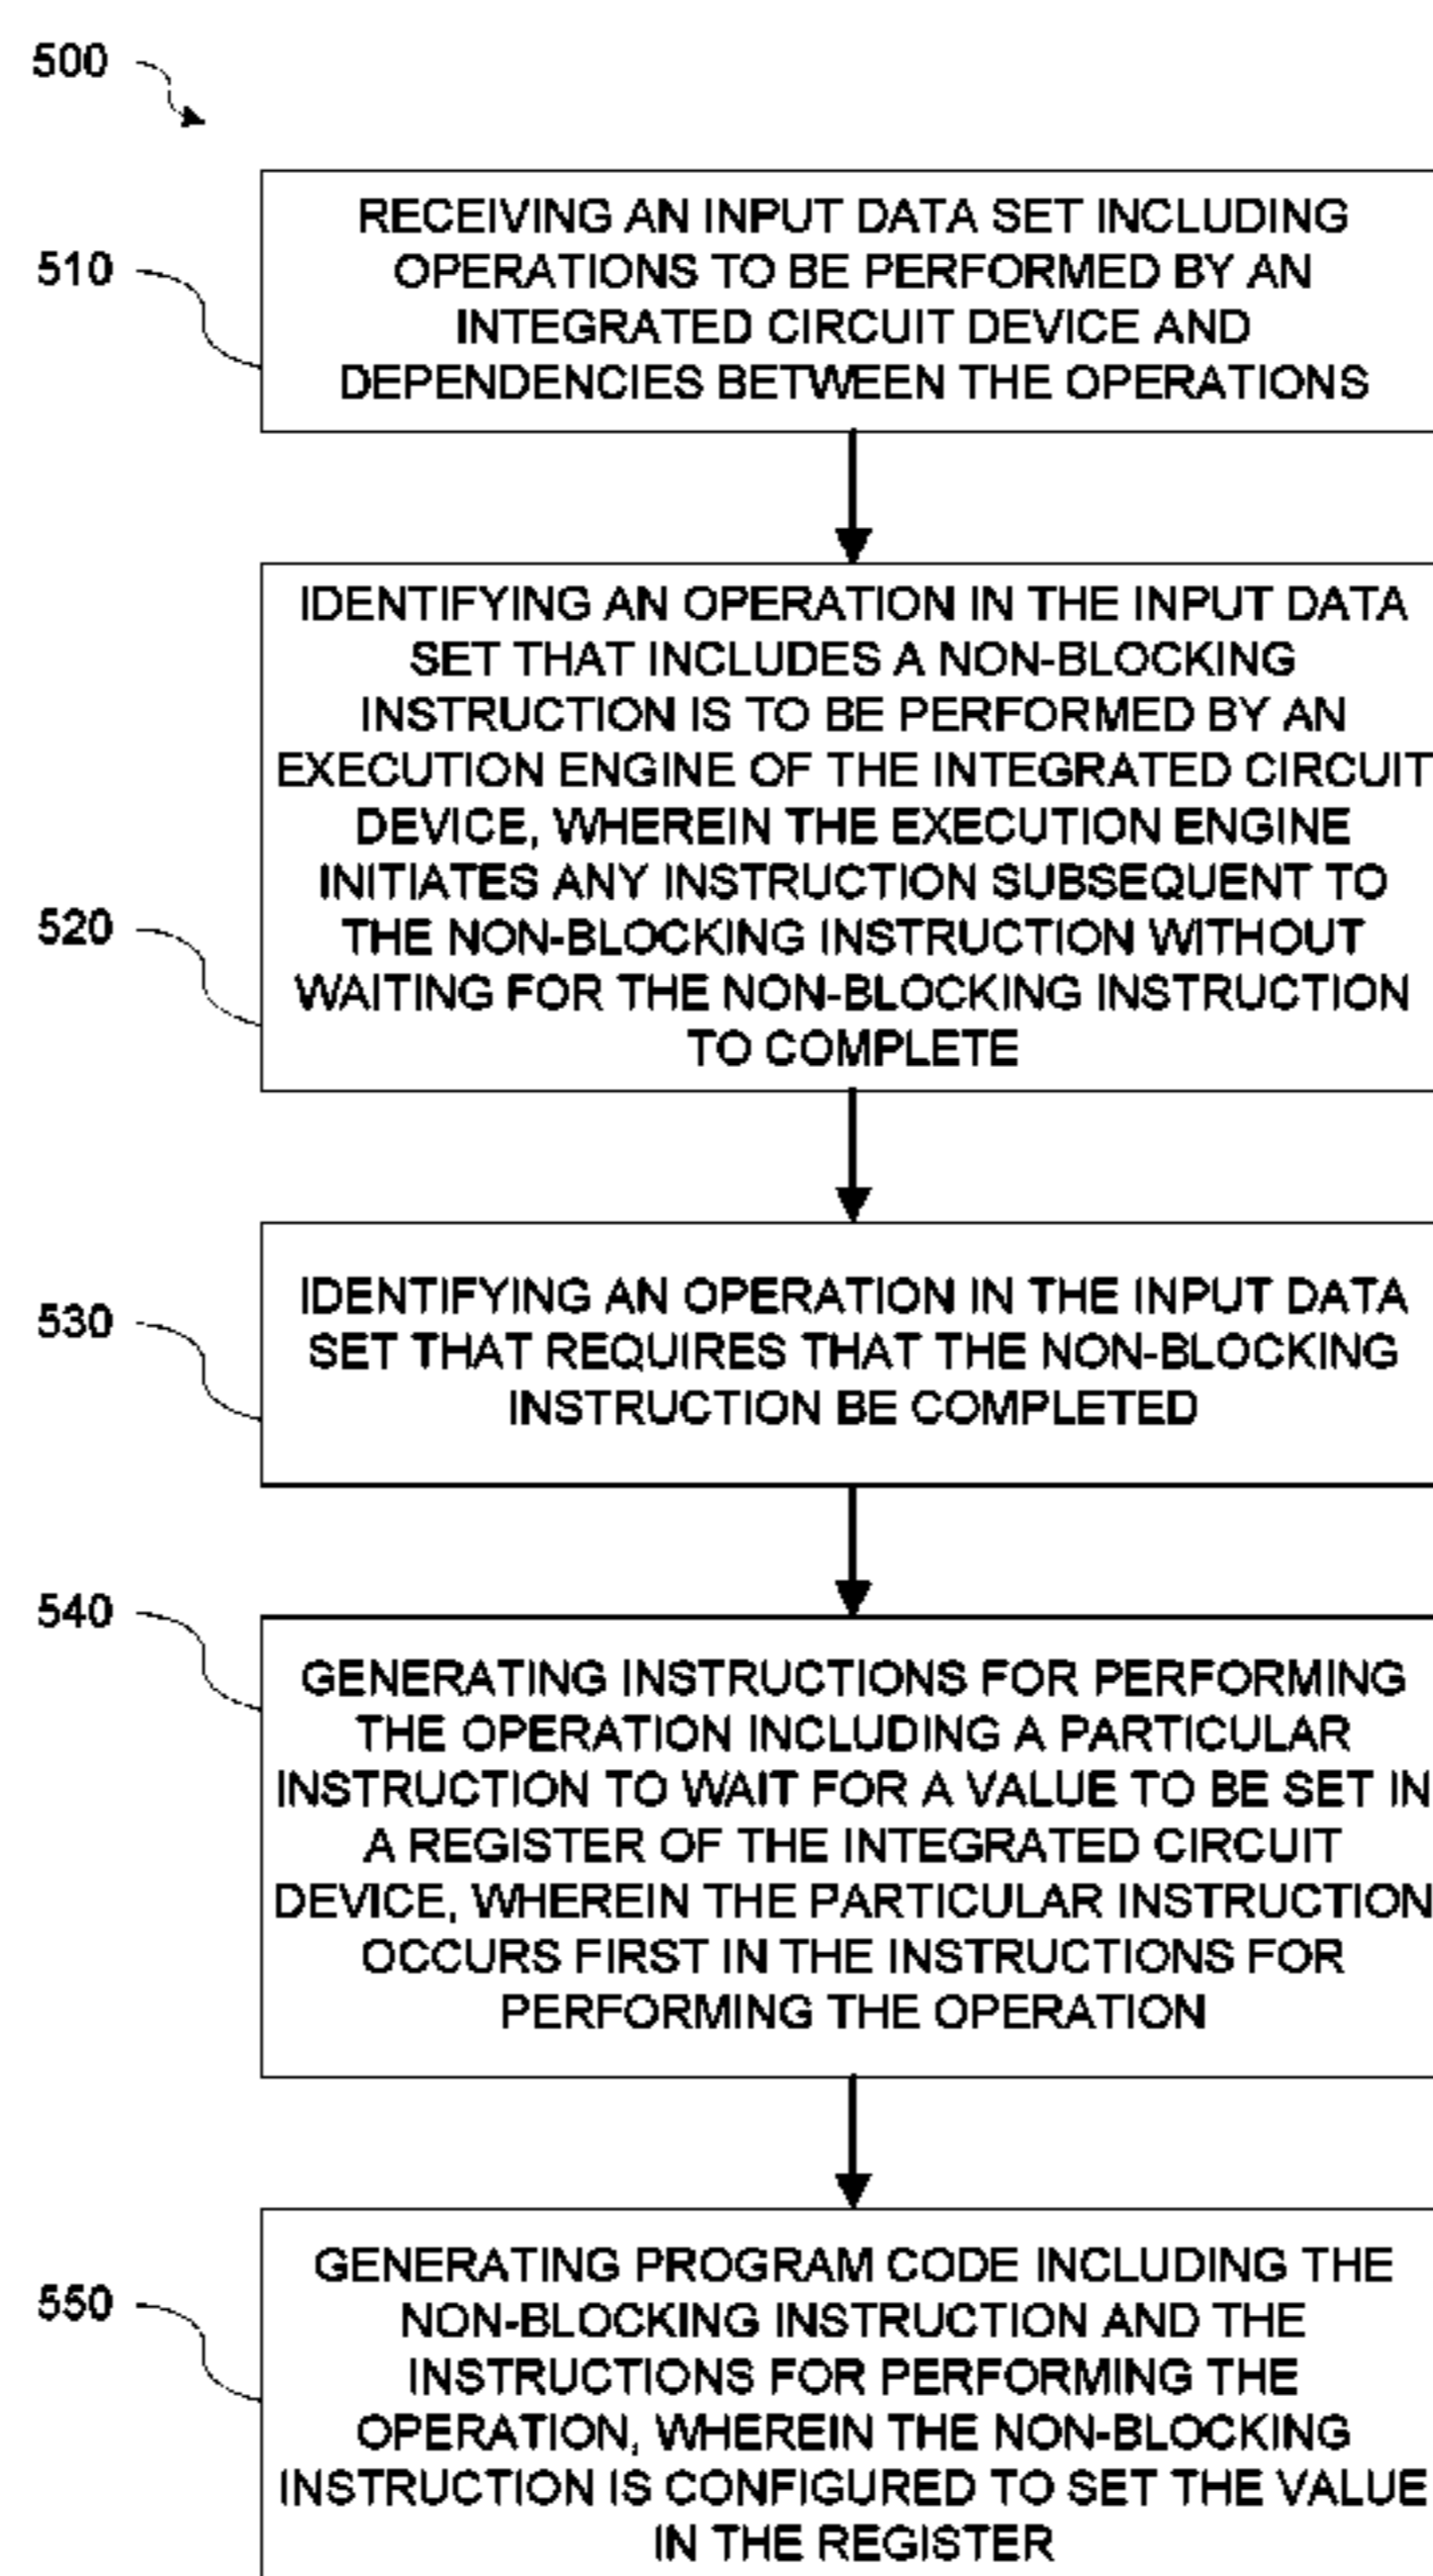 500
510
RECEIVING AN INPUT DATA SET INCLUDING
OPERATIONS TO BE PERFORMED BY AN
INTEGRATED CIRCUIT DEVICE AND
DEPENDENCIES BETWEEN THE OPERATIONS
520
IDENTIFYING AN OPERATION IN THE INPUT DATA
SET THAT INCLUDES A NON-BLOCKING
INSTRUCTION IS TO BE PERFORMED BY AN
EXECUTION ENGINE OF THE INTEGRATED CIRCUIT
DEVICE, WHEREIN THE EXECUTION ENGINE
INITIATES ANY INSTRUCTION SUBSEQUENT TO
THE NON-BLOCKING INSTRUCTION WITHOUT
WAITING FOR THE NON-BLOCKING INSTRUCTION
TO COMPLETE
530
IDENTIFYING AN OPERATION IN THE INPUT DATA
SET THAT REQUIRES THAT THE NON-BLOCKING
INSTRUCTION BE COMPLETED
540
GENERATING INSTRUCTIONS FOR PERFORMING
THE OPERATION INCLUDING A PARTICULAR
INSTRUCTION TO WAIT FOR A VALUE TO BE SET IN
A REGISTER OF THE INTEGRATED CIRCUIT
DEVICE, WHEREIN THE PARTICULAR INSTRUCTION
OCCURS FIRST IN THE INSTRUCTIONS FOR
PERFORMING THE OPERATION
550
GENERATING PROGRAM CODE INCLUDING THE
NON-BLOCKING INSTRUCTION AND THE
INSTRUCTIONS FOR PERFORMING THE
OPERATION, WHEREIN THE NON-BLOCKING
INSTRUCTION IS CONFIGURED TO SET THE VALUE
IN THE REGISTER